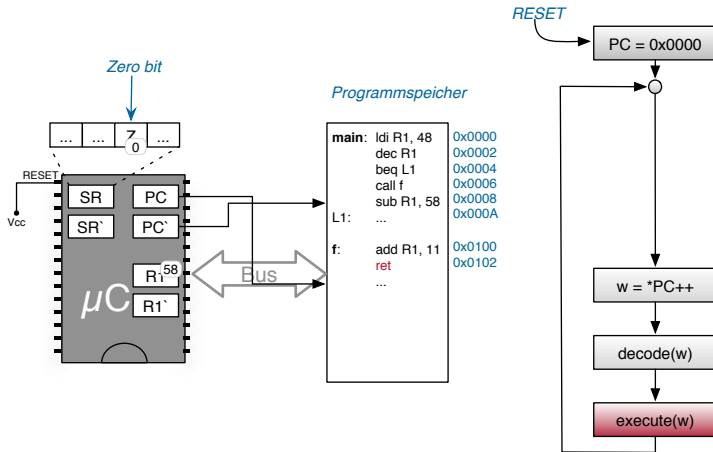 RESET
PC = 0x0000
Zero bit
Programmspeicher
... ... Z ...
0
main: ldi R1, 48 0x0000
dec R1 0x0002
beq L1 0x0004
call f 0x0006
sub R1, 58 0x0008
L1: ... 0x000A
f: add R1, 11 0x0100
ret 0x0102
...
RESET
Vcc
SR PC
SR` PC`
R1 58
R1`
µC
Bus
w = *PC++
decode(w)
execute(w)